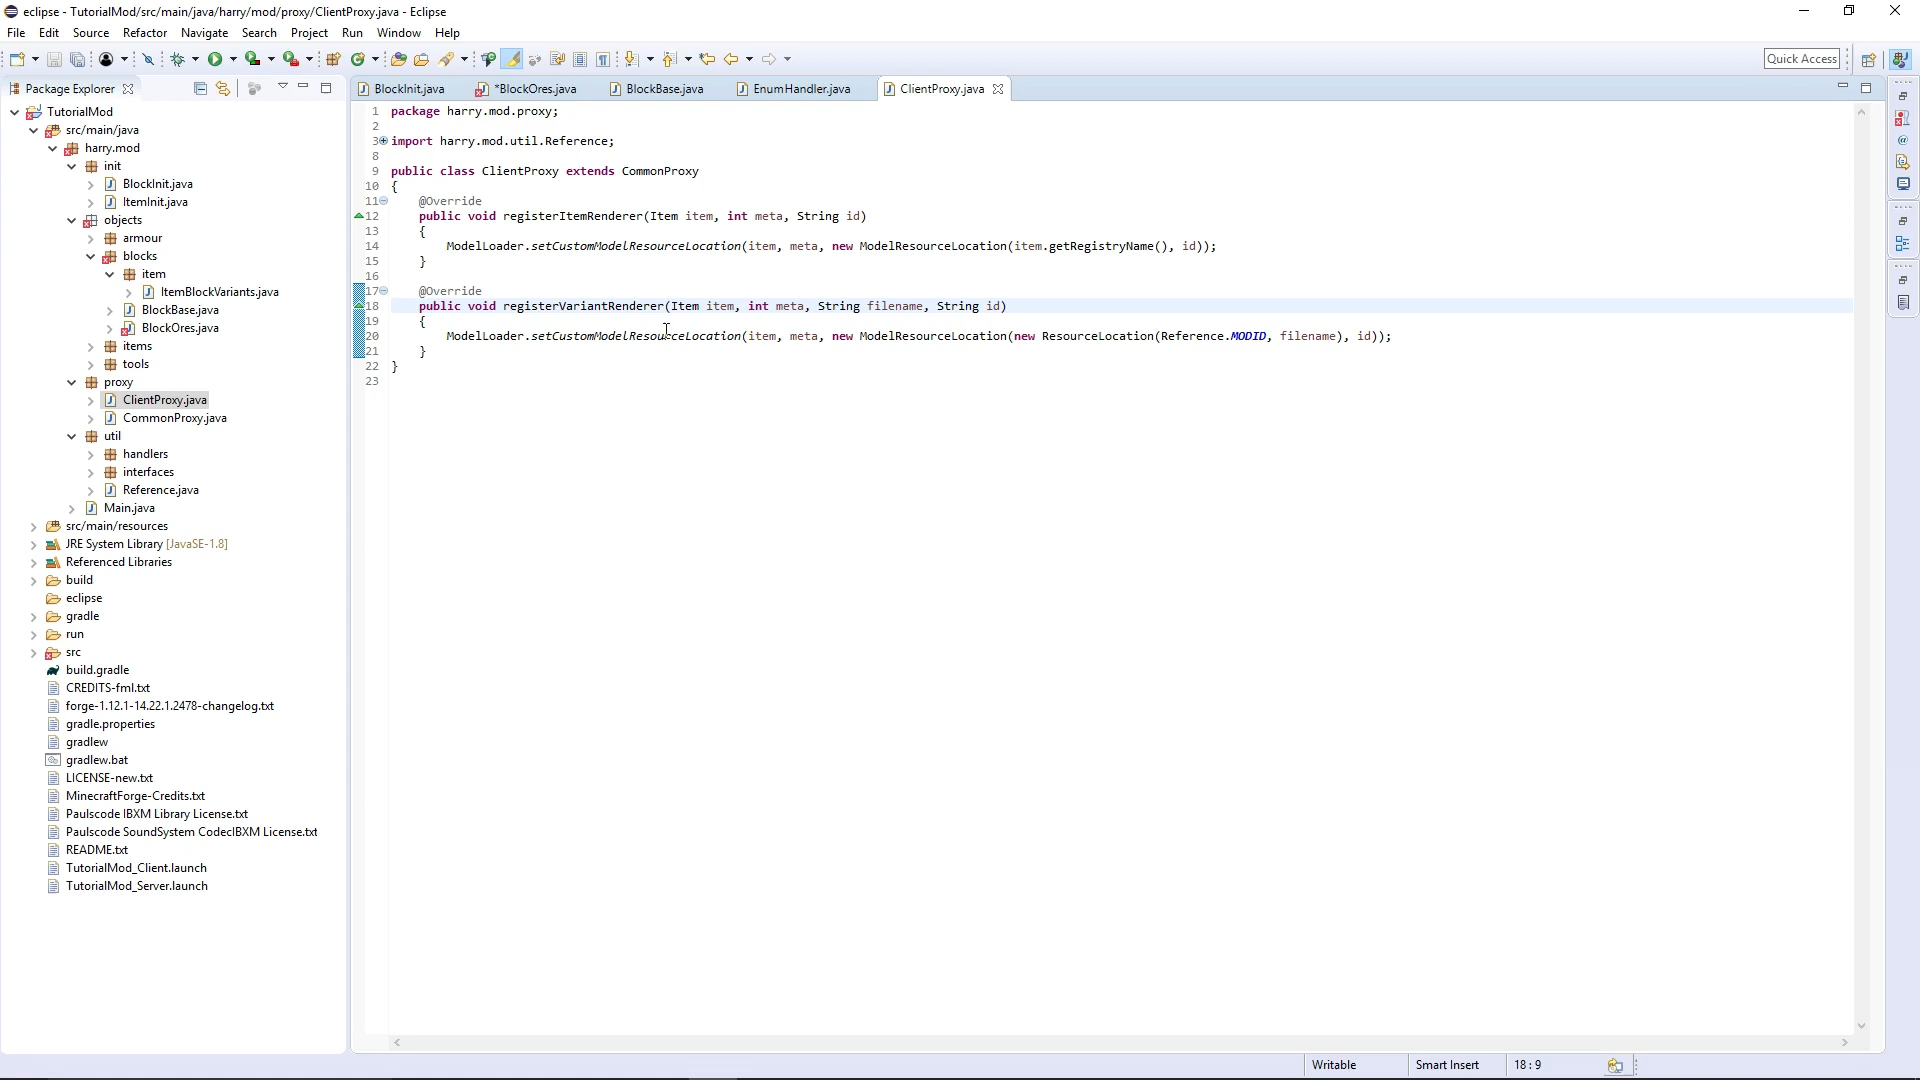 eclipse - TutorialMod/src/main/java/harry/mod/proxy/ClientProxy.java - Eclipse
File Edit Source Refactor Navigate Search Project Run Window Help
Quick Access
Package Explorer
BlockInit.java *BlockOres.java BlockBase.java EnumHandler.java ClientProxy.java
TutorialMod
src/main/java
harry.mod
init
BlockInit.java
ItemInit.java
objects
armour
blocks
item
ItemBlockVariants.java
BlockBase.java
BlockOres.java
items
tools
proxy
ClientProxy.java
CommonProxy.java
util
handlers
interfaces
Reference.java
Main.java
src/main/resources
JRE System Library [JavaSE-1.8]
Referenced Libraries
build
eclipse
gradle
run
src
build.gradle
CREDITS-fml.txt
forge-1.12.1-14.22.1.2478-changelog.txt
gradle.properties
gradlew
gradlew.bat
LICENSE-new.txt
MinecraftForge-Credits.txt
Paulscode IBXM Library License.txt
Paulscode SoundSystem CodecIBXM License.txt
README.txt
TutorialMod_Client.launch
TutorialMod_Server.launch
1 package harry.mod.proxy;
2
3 import harry.mod.util.Reference;
8
9 public class ClientProxy extends CommonProxy
10 {
11 @Override
12 public void registerItemRenderer(Item item, int meta, String id)
13 {
14 ModelLoader.setCustomModelResourceLocation(item, meta, new ModelResourceLocation(item.getRegistryName(), id));
15 }
16
17 @Override
18 public void registerVariantRenderer(Item item, int meta, String filename, String id)
19 {
20 ModelLoader.setCustomModelResourceLocation(item, meta, new ModelResourceLocation(new ResourceLocation(Reference.MODID, filename), id));
21 }
22 }
23
Writable Smart Insert 18 : 9